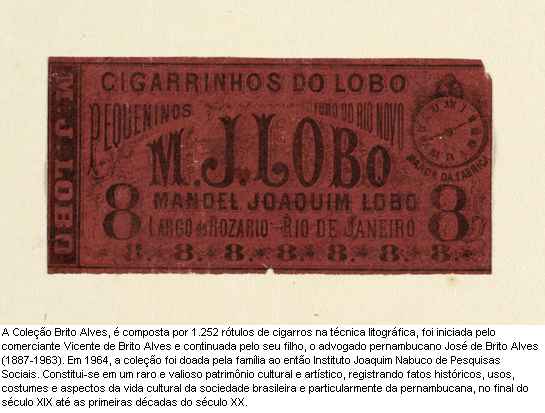 CIGARRINHOS DO LOBO
PEQUENINOS
FUMO DO RIO NOVO
M. J. LOBO
M. J. LOBO
MARCA DA FABRICA
MANOEL JOAQUIM LOBO
8 LARGO do ROZARIO - RIO DE JANEIRO 8
8. 8. 8. 8. 8. 8. 8.
A Coleção Brito Alves, é composta por 1.252 rótulos de cigarros na técnica litográfica, foi iniciada pelo
comerciante Vicente de Brito Alves e continuada pelo seu filho, o advogado pernambucano José de Brito Alves
(1887-1963). Em 1964, a coleção foi doada pela família ao então Instituto Joaquim Nabuco de Pesquisas
Sociais. Constitui-se em um raro e valioso patrimônio cultural e artístico, registrando fatos históricos, usos,
costumes e aspectos da vida cultural da sociedade brasileira e particularmente da pernambucana, no final do
século XIX até as primeiras décadas do século XX.